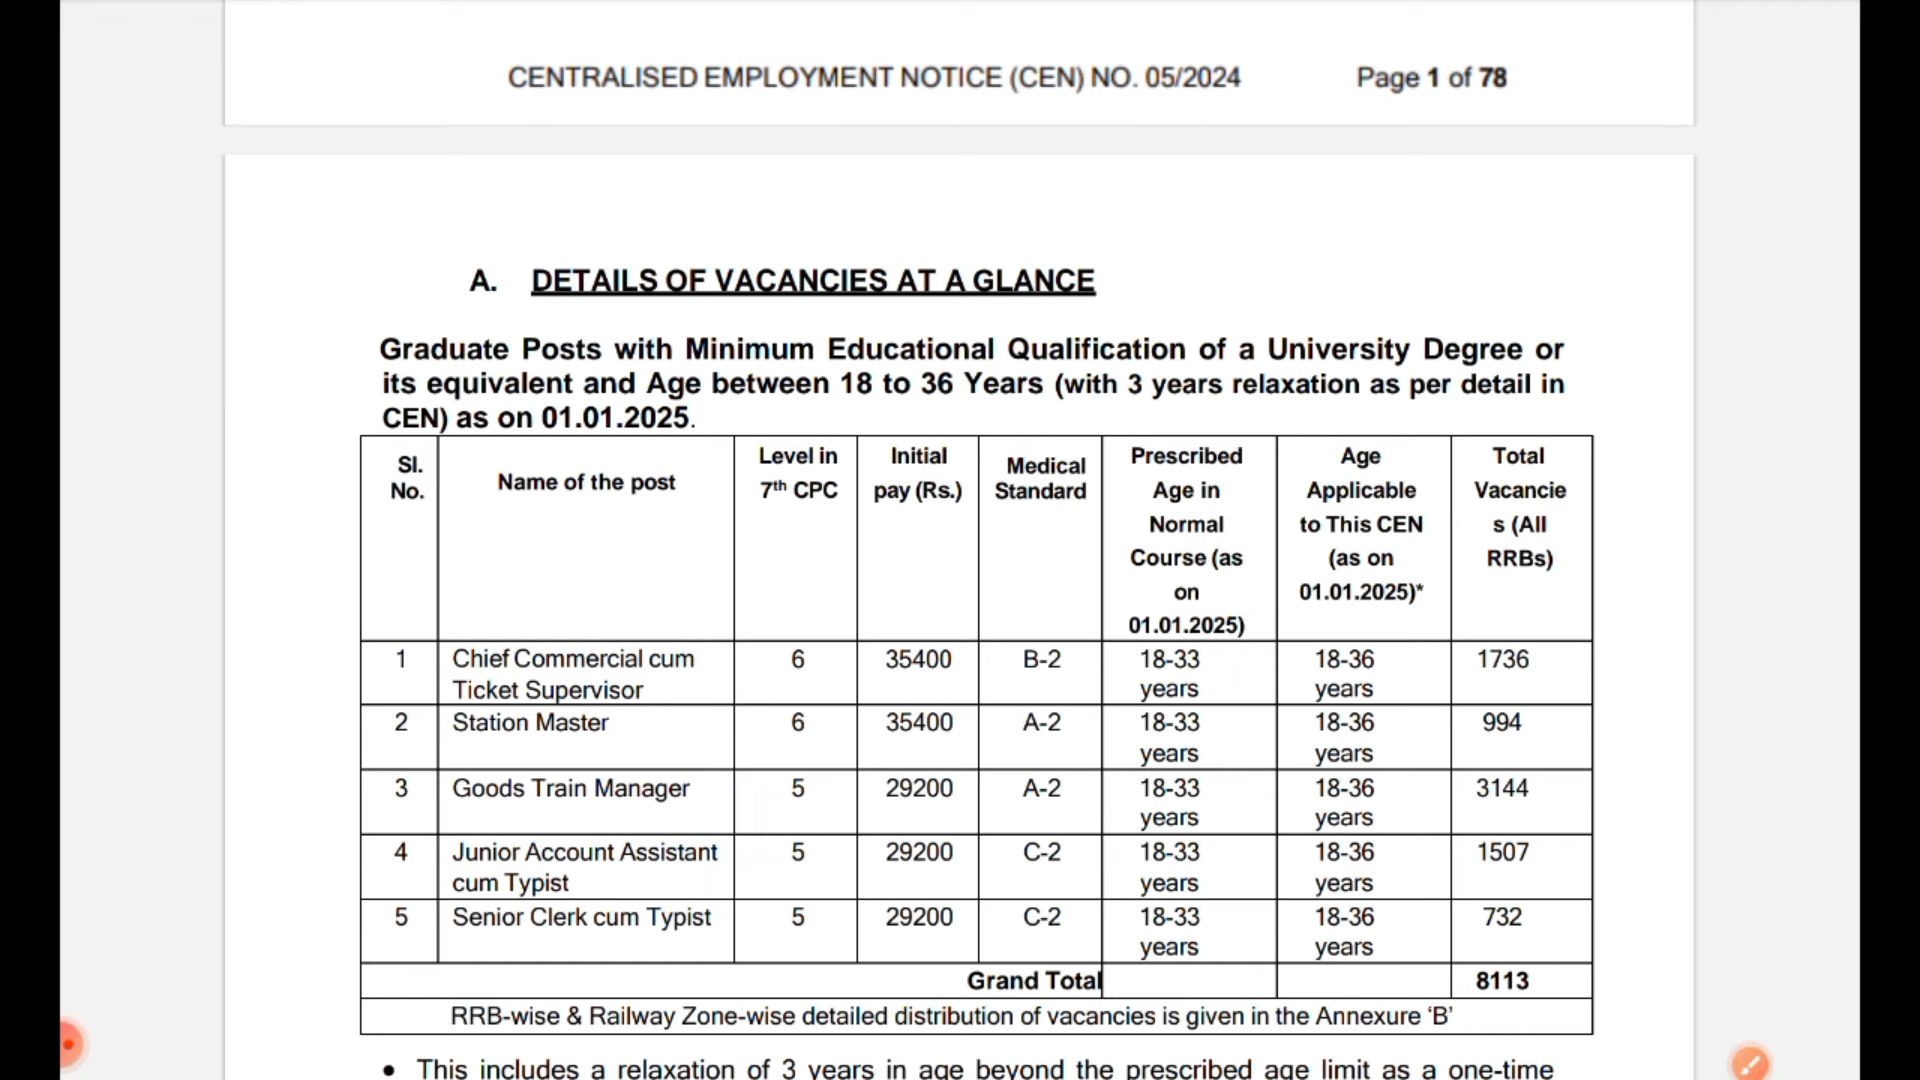 CENTRALISED EMPLOYMENT NOTICE (CEN) NO. 05/2024 Page 1 of 78
A. DETAILS OF VACANCIES AT A GLANCE
Graduate Posts with Minimum Educational Qualification of a University Degree or
its equivalent and Age between 18 to 36 Years (with 3 years relaxation as per detail in
CEN) as on 01.01.2025.
Sl. No. Name of the post Level in 7th CPC Initial pay (Rs.) Medical Standard Prescribed Age in Normal Course (as on 01.01.2025) Age Applicable to This CEN (as on 01.01.2025)* Total Vacancie s (All RRBs)
1 Chief Commercial cum Ticket Supervisor 6 35400 B-2 18-33 years 18-36 years 1736
2 Station Master 6 35400 A-2 18-33 years 18-36 years 994
3 Goods Train Manager 5 29200 A-2 18-33 years 18-36 years 3144
4 Junior Account Assistant cum Typist 5 29200 C-2 18-33 years 18-36 years 1507
5 Senior Clerk cum Typist 5 29200 C-2 18-33 years 18-36 years 732
Grand Total 8113
RRB-wise & Railway Zone-wise detailed distribution of vacancies is given in the Annexure ‘B’
• This includes a relaxation of 3 years in age beyond the prescribed age limit as a one-time